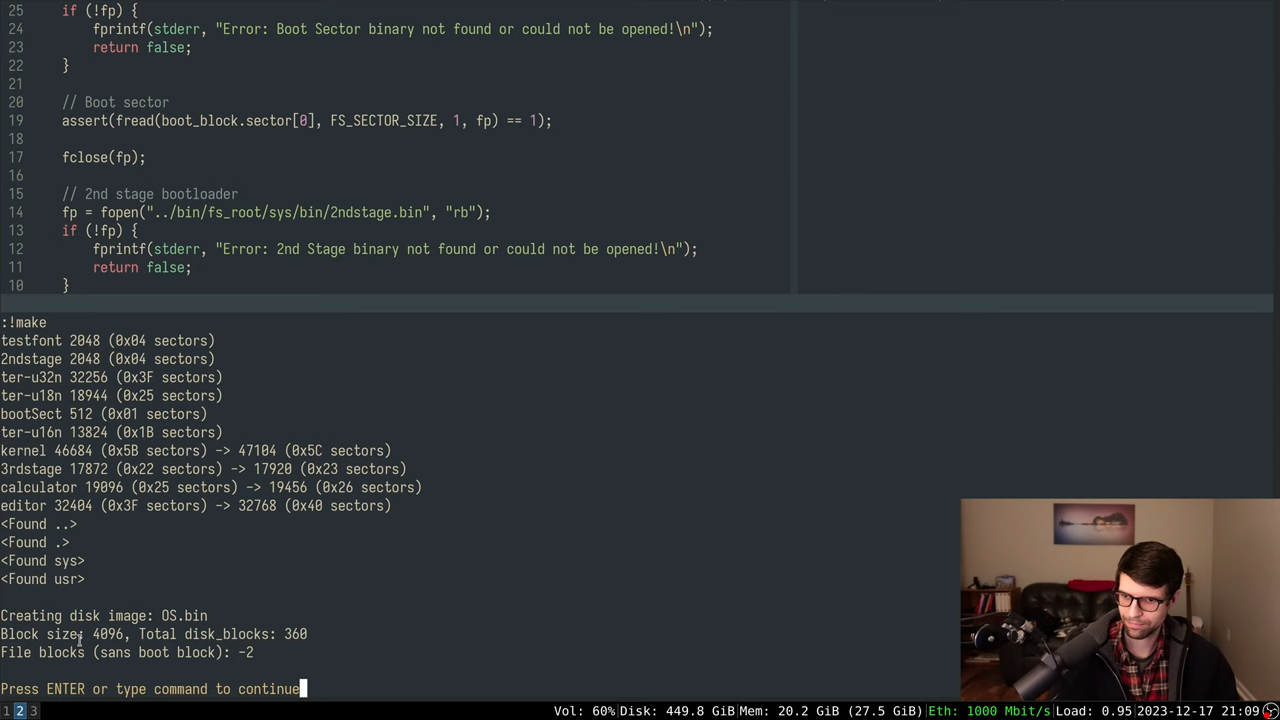 25 if (!fp) {
24 fprintf(stderr, "Error: Boot Sector binary not found or could not be opened!\n");
23 return false;
22 }
21
20 // Boot sector
19 assert(fread(boot_block.sector[0], FS_SECTOR_SIZE, 1, fp) == 1);
18
17 fclose(fp);
16
15 // 2nd stage bootloader
14 fp = fopen("../bin/fs_root/sys/bin/2ndstage.bin", "rb");
13 if (!fp) {
12 fprintf(stderr, "Error: 2nd Stage binary not found or could not be opened!\n");
11 return false;
10 }
:!make
testfont 2048 (0x04 sectors)
2ndstage 2048 (0x04 sectors)
ter-u32n 32256 (0x3F sectors)
ter-u18n 18944 (0x25 sectors)
bootSect 512 (0x01 sectors)
ter-u16n 13824 (0x1B sectors)
kernel 46684 (0x5B sectors) -> 47104 (0x5C sectors)
3rdstage 17872 (0x22 sectors) -> 17920 (0x23 sectors)
calculator 19096 (0x25 sectors) -> 19456 (0x26 sectors)
editor 32404 (0x3F sectors) -> 32768 (0x40 sectors)
<Found ..>
<Found .>
<Found sys>
<Found usr>
Creating disk image: OS.bin
Block size: 4096, Total disk_blocks: 360
File blocks (sans boot block): -2
Press ENTER or type command to continue
1 2 3 Vol: 60%|Disk: 449.8 GiB|Mem: 20.2 GiB (27.5 GiB)|Eth: 1000 Mbit/s|Load: 0.95|2023-12-17 21:09